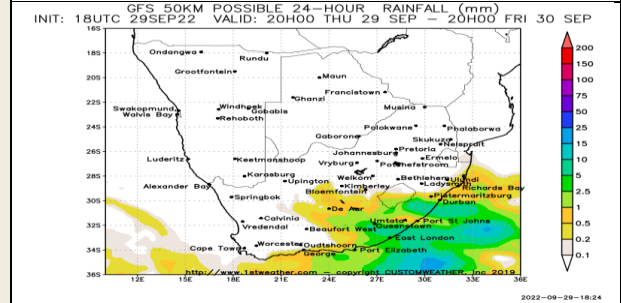 GFS 50KM POSSIBLE 24-HOUR RAINFALL (mm)
INIT: 18UTC 29SEP22 VALID: 20H00 THU 29 SEP - 20H00 FRI 30 SEP
16S
18S
20S
22S
24S
26S
28S
30S
32S
34S
36S
Ondangwa
Rundu
Grootfontein
Maun
Francistown
Ghanzi
Musina
Swakopmund
Windhoek
Gobabis
Walvis Bay
Rehoboth
Polokwane
Phalaborwa
Gaborone
Skukuza
Nelspruit
Johannesburg
Pretoria
Luderitz
Keetmanshoop
Vryburg
Potchefstroom
Ermelo
Karasburg
Upington
Welkom
Bethlehem
Ulundi
Alexander Bay
Kimberley
Ladysmith
Richards Bay
Springbok
Bloemfontein
Pietermaritzburg
Durban
De Aar
Calvinia
Vredendal
Beaufort West
Umtata
Port St Johns
Queenstown
East London
Cape Town
Worcester
Oudtshoorn
George
Port Elizabeth
http://www.1stweather.com - copyright CUSTOMWEATHER, Inc 2019
12E 15E 18E 21E 24E 27E 30E 33E 36E
200
150
100
75
50
25
15
10
5
2.5
1
0.5
0.2
0.1
2022-09-29-18:24